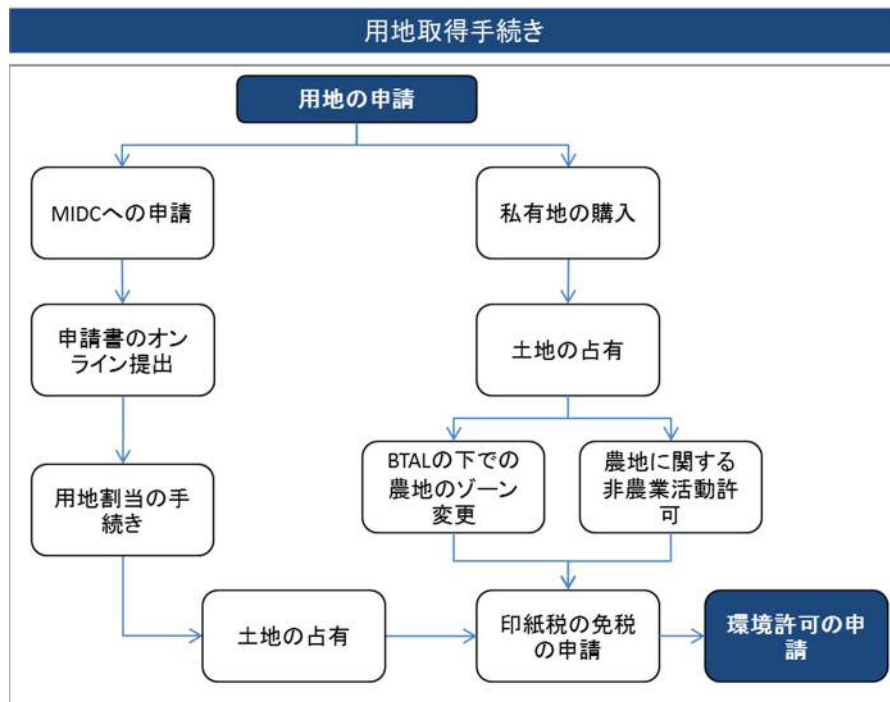 用地取得手続き
用地の申請
MIDCへの申請
私有地の購入
申請書のオン
ライン提出
土地の占有
BTALの下での
農地のゾーン
変更
農地に関する
非農業活動許
可
用地割当の手
続き
土地の占有
印紙税の免税
の申請
環境許可の申
請